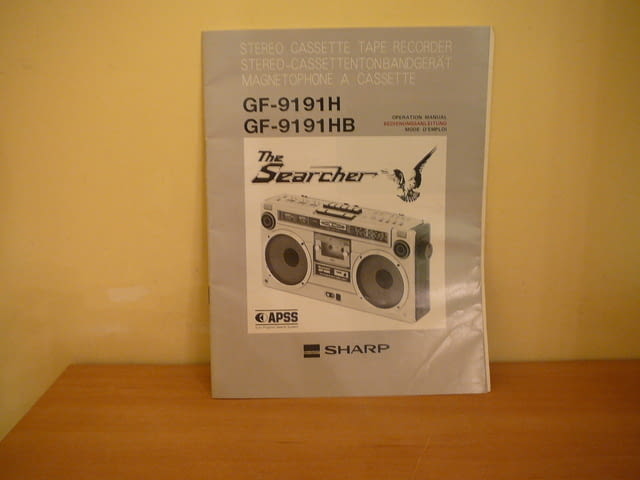 STEREO CASSETTE TAPE RECORDER
STEREO-CASSETTENTONBANDGERÄT
MAGNETOPHONE A CASSETTE
GF-9191H
GF-9191HB
OPERATION MANUAL
BEDIENUNGSANLEITUNG
MODE D'EMPLOI
The
Searcher
APSS
SHARP